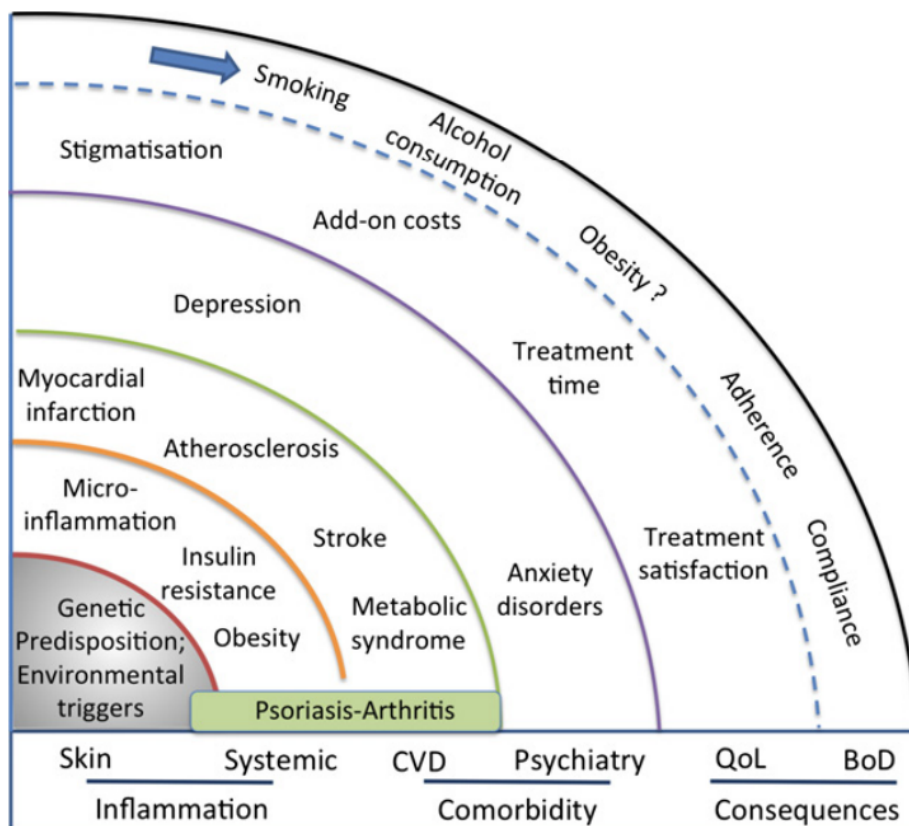 Smoking
Alcohol
consumption
Obesity ?
Adherence
Compliance
Stigmatisation
Add-on costs
Treatment
time
Treatment
satisfaction
Depression
Anxiety
disorders
Myocardial
infarction
Atherosclerosis
Stroke
Metabolic
syndrome
Micro-
inflammation
Insulin
resistance
Obesity
Genetic
Predisposition;
Environmental
triggers
Psoriasis-Arthritis
Skin Systemic CVD Psychiatry QoL BoD
Inflammation Comorbidity Consequences